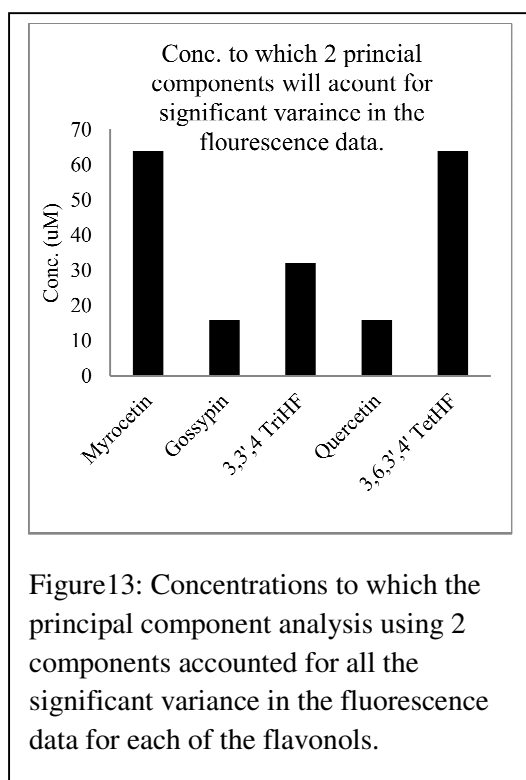 Conc. to which 2 princial
components will acount for
significant varaince in the
flourescence data.
70
60
50
40
30
20
10
0
Conc. (uM)
Myrocetin
Gossypin
3,3',4 TriHF
Quercetin
3,6,3',4' TetHF
Figure13: Concentrations to which the
principal component analysis using 2
components accounted for all the
significant variance in the fluorescence
data for each of the flavonols.